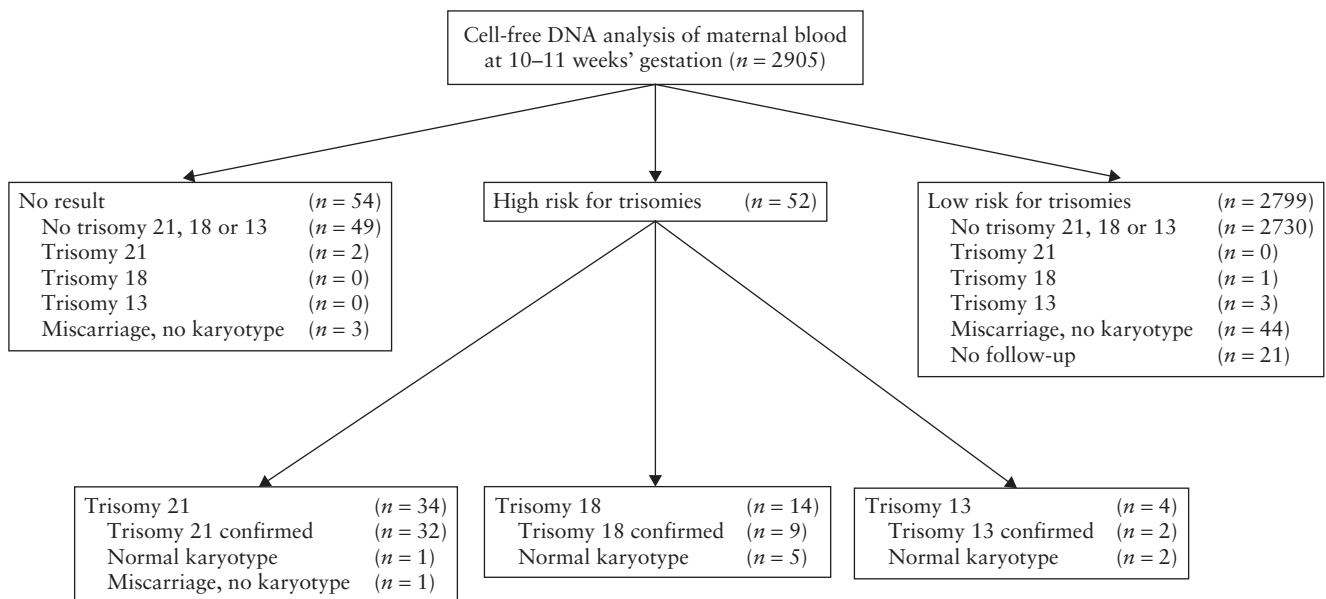 Cell-free DNA analysis of maternal blood
at 10–11 weeks’ gestation (n = 2905)
No result (n = 54)
No trisomy 21, 18 or 13 (n = 49)
Trisomy 21 (n = 2)
Trisomy 18 (n = 0)
Trisomy 13 (n = 0)
Miscarriage, no karyotype (n = 3)
High risk for trisomies (n = 52)
Low risk for trisomies (n = 2799)
No trisomy 21, 18 or 13 (n = 2730)
Trisomy 21 (n = 0)
Trisomy 18 (n = 1)
Trisomy 13 (n = 3)
Miscarriage, no karyotype (n = 44)
No follow-up (n = 21)
Trisomy 21 (n = 34)
Trisomy 21 confirmed (n = 32)
Normal karyotype (n = 1)
Miscarriage, no karyotype (n = 1)
Trisomy 18 (n = 14)
Trisomy 18 confirmed (n = 9)
Normal karyotype (n = 5)
Trisomy 13 (n = 4)
Trisomy 13 confirmed (n = 2)
Normal karyotype (n = 2)